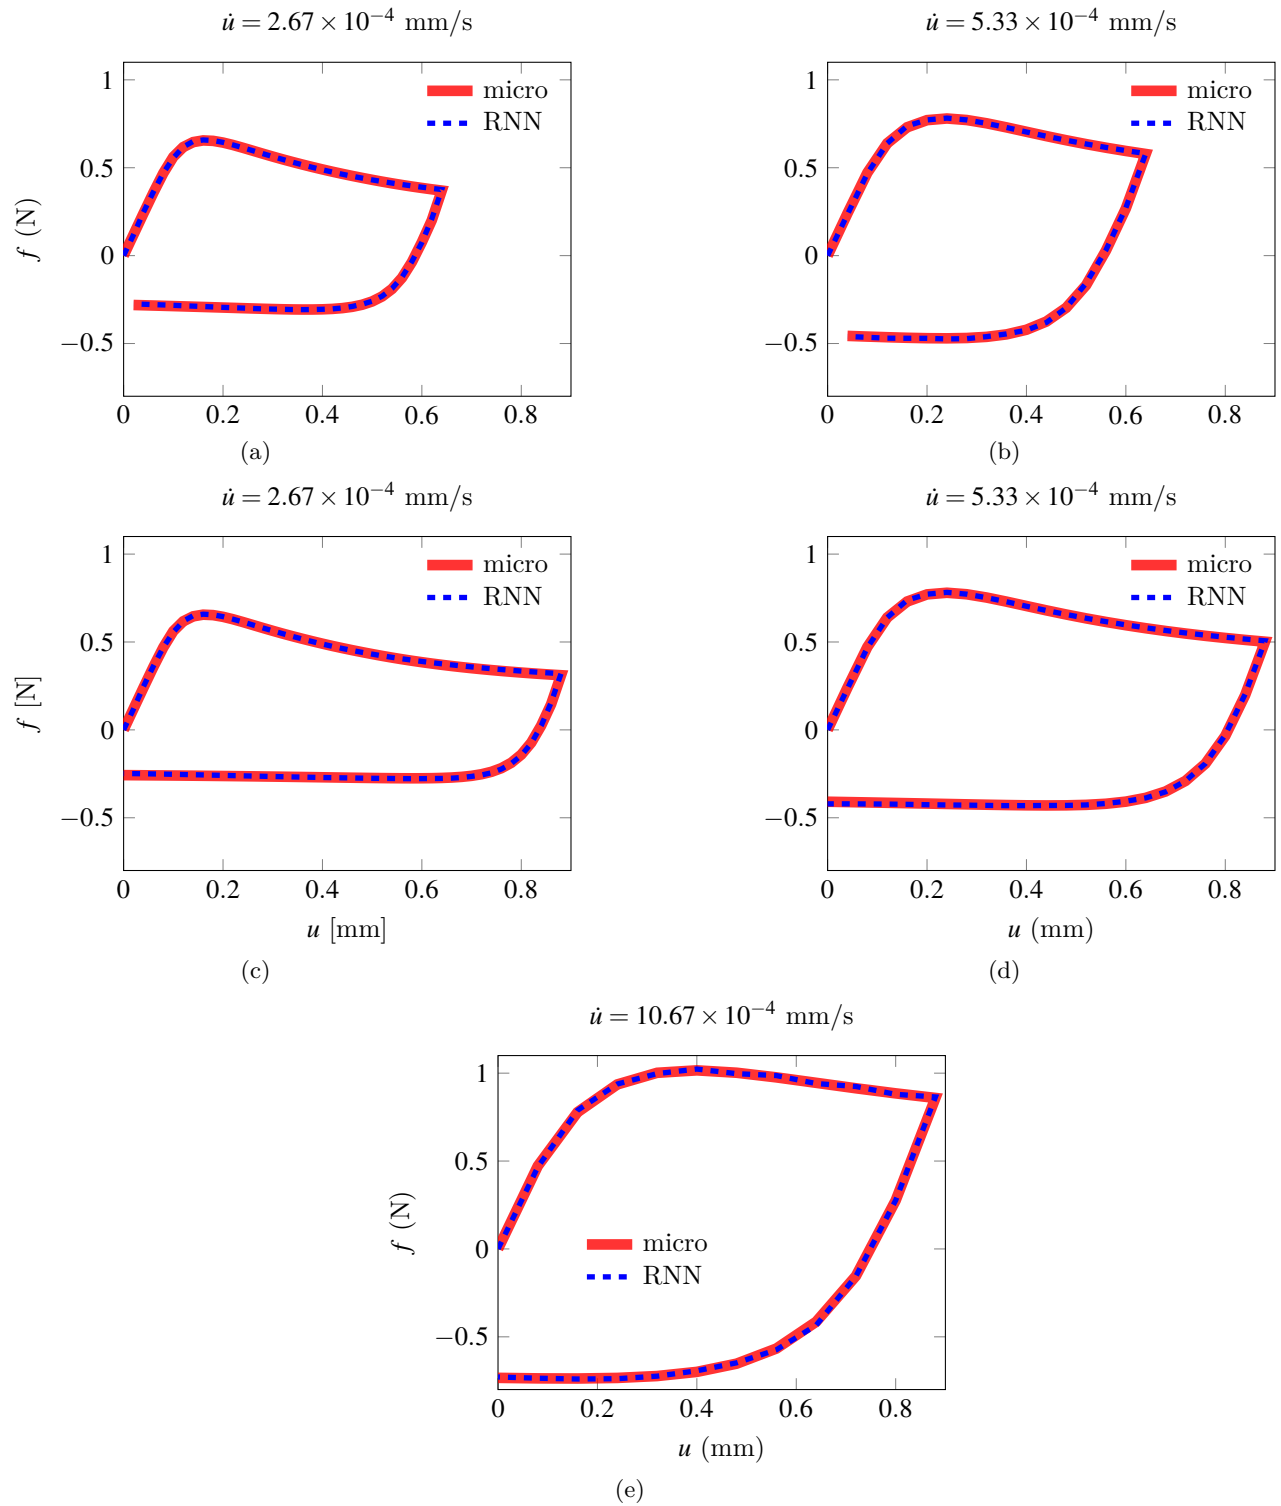 u̇ = 2.67 × 10⁻⁴ mm/s
f (N)
1
0.5
0
−0.5
micro
RNN
0 0.2 0.4 0.6 0.8
(a)
u̇ = 5.33 × 10⁻⁴ mm/s
1
0.5
0
−0.5
micro
RNN
0 0.2 0.4 0.6 0.8
(b)
u̇ = 2.67 × 10⁻⁴ mm/s
f [N]
1
0.5
0
−0.5
micro
RNN
0 0.2 0.4 0.6 0.8
u [mm]
(c)
u̇ = 5.33 × 10⁻⁴ mm/s
1
0.5
0
−0.5
micro
RNN
0 0.2 0.4 0.6 0.8
u (mm)
(d)
u̇ = 10.67 × 10⁻⁴ mm/s
f (N)
1
0.5
0
−0.5
micro
RNN
0 0.2 0.4 0.6 0.8
u (mm)
(e)